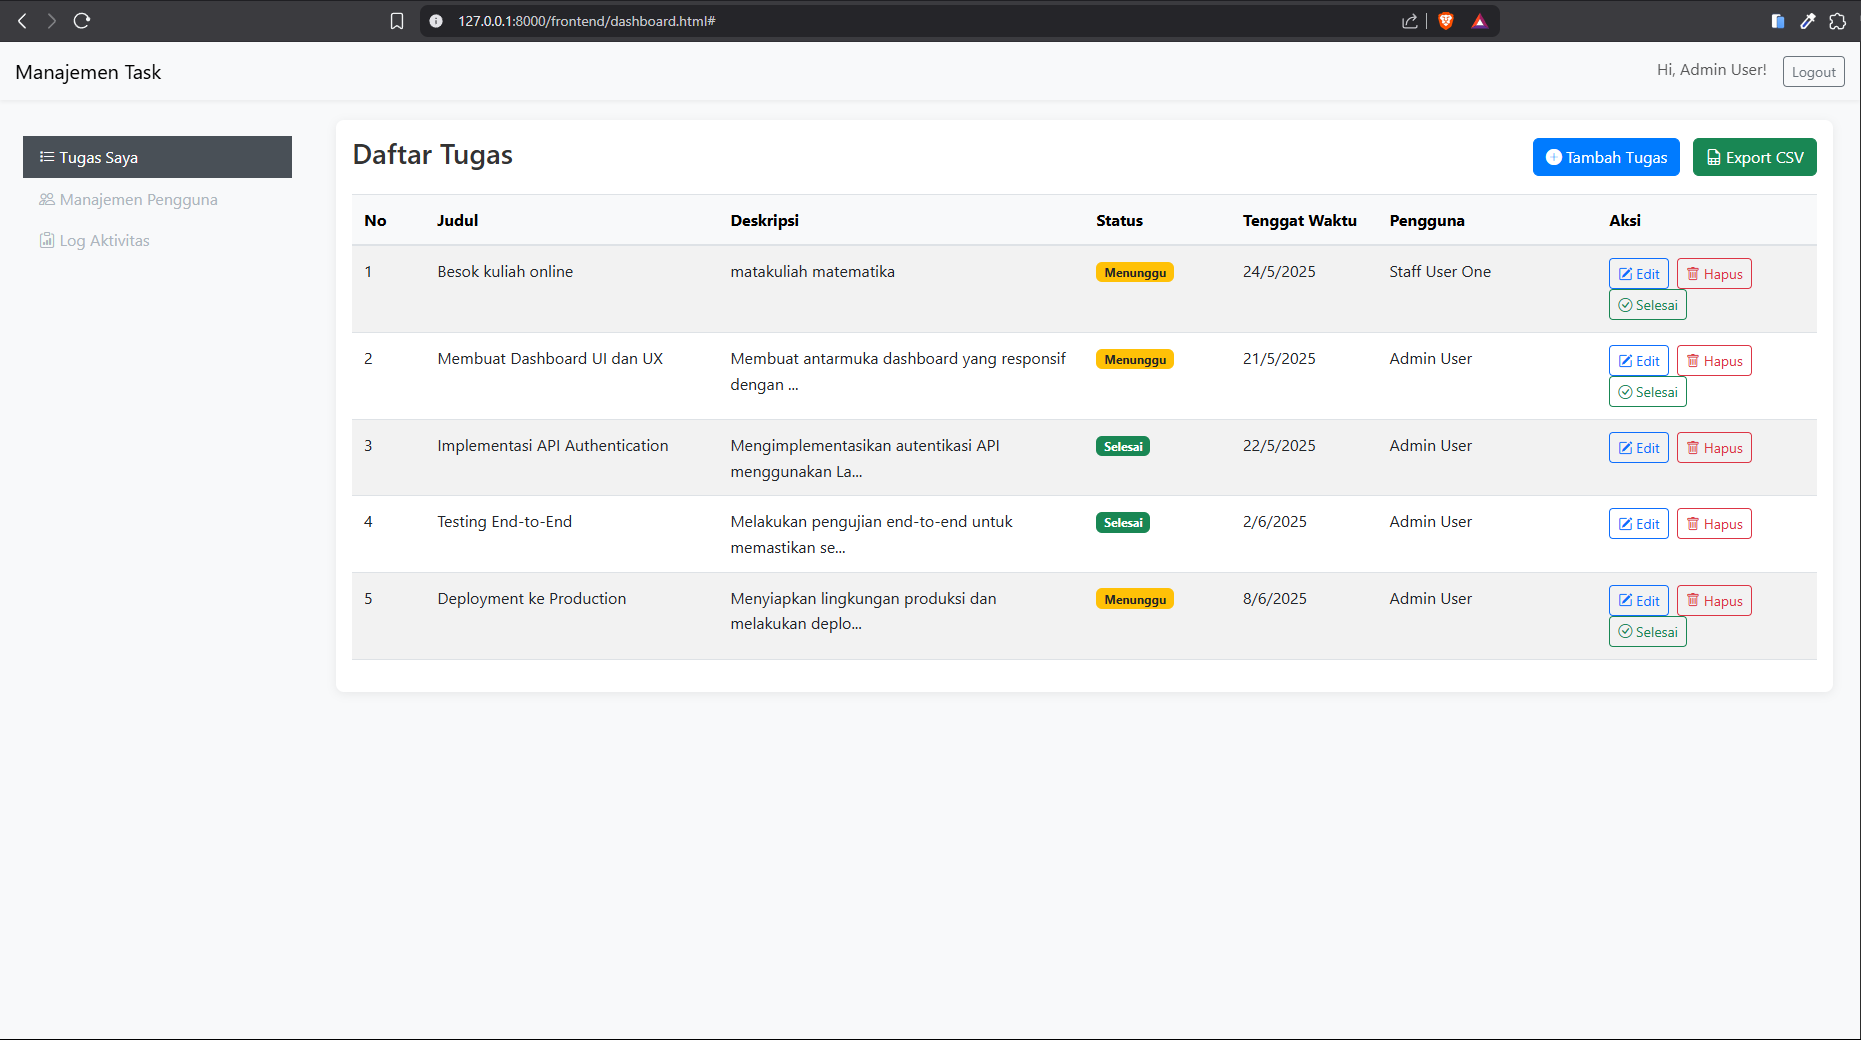 127.0.0.1:8000/frontend/dashboard.html#
Manajemen Task
Hi, Admin User!
Logout
Tugas Saya
Manajemen Pengguna
Log Aktivitas
Daftar Tugas
Tambah Tugas
Export CSV
No Judul Deskripsi Status Tenggat Waktu Pengguna Aksi
1 Besok kuliah online matakuliah matematika Menunggu 24/5/2025 Staff User One Edit Hapus
Selesai
2 Membuat Dashboard UI dan UX Membuat antarmuka dashboard yang responsif Menunggu 21/5/2025 Admin User Edit Hapus
dengan ... Selesai
3 Implementasi API Authentication Mengimplementasikan autentikasi API Selesai 22/5/2025 Admin User Edit Hapus
menggunakan La...
4 Testing End-to-End Melakukan pengujian end-to-end untuk Selesai 2/6/2025 Admin User Edit Hapus
memastikan se...
5 Deployment ke Production Menyiapkan lingkungan produksi dan Menunggu 8/6/2025 Admin User Edit Hapus
melakukan deplo... Selesai